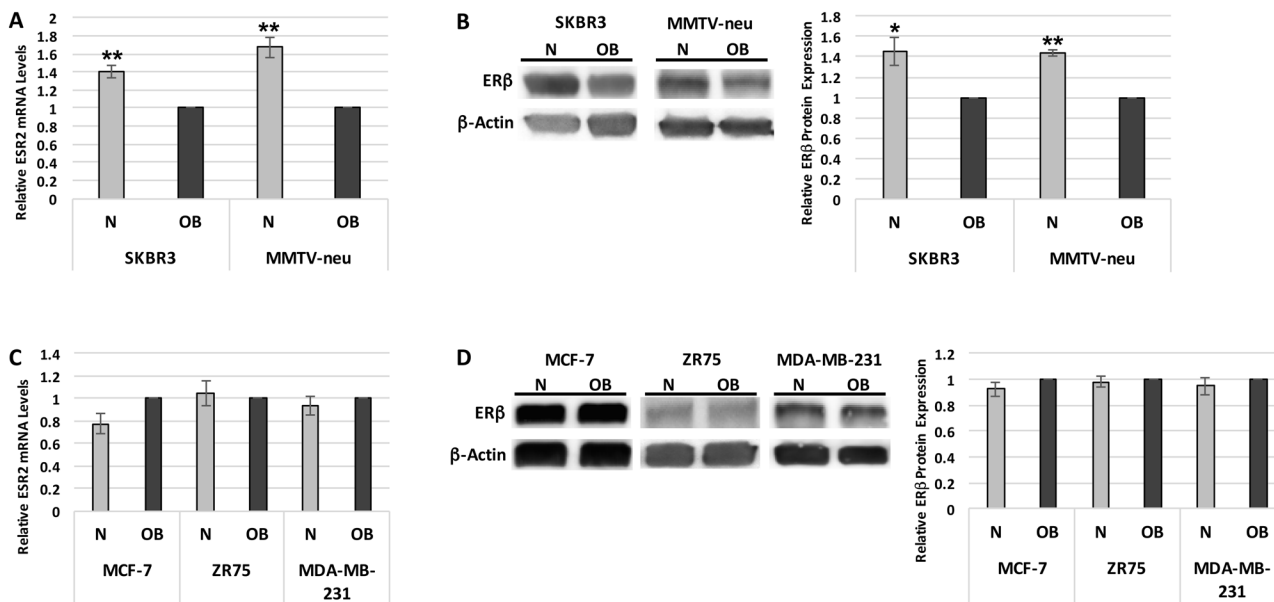 A
Relative ESR2 mRNA Levels
2
1.8
1.6
1.4
1.2
1
0.8
0.6
0.4
0.2
0
**
**
N
OB
N
OB
SKBR3
MMTV-neu
B
SKBR3
MMTV-neu
N
OB
N
OB
ERβ
β-Actin
Relative ERβ Protein Expression
1.8
1.6
1.4
1.2
1
0.8
0.6
0.4
0.2
0
*
**
N
OB
N
OB
SKBR3
MMTV-neu
C
Relative ESR2 mRNA Levels
1.4
1.2
1
0.8
0.6
0.4
0.2
0
N
OB
N
OB
N
OB
MCF-7
ZR75
MDA-MB-
231
D
MCF-7
ZR75
MDA-MB-231
N
OB
N
OB
N
OB
ERβ
β-Actin
Relative ERβ Protein Expression
1.2
1
0.8
0.6
0.4
0.2
0
N
OB
N
OB
N
OB
MCF-7
ZR75
MDA-MB-
231